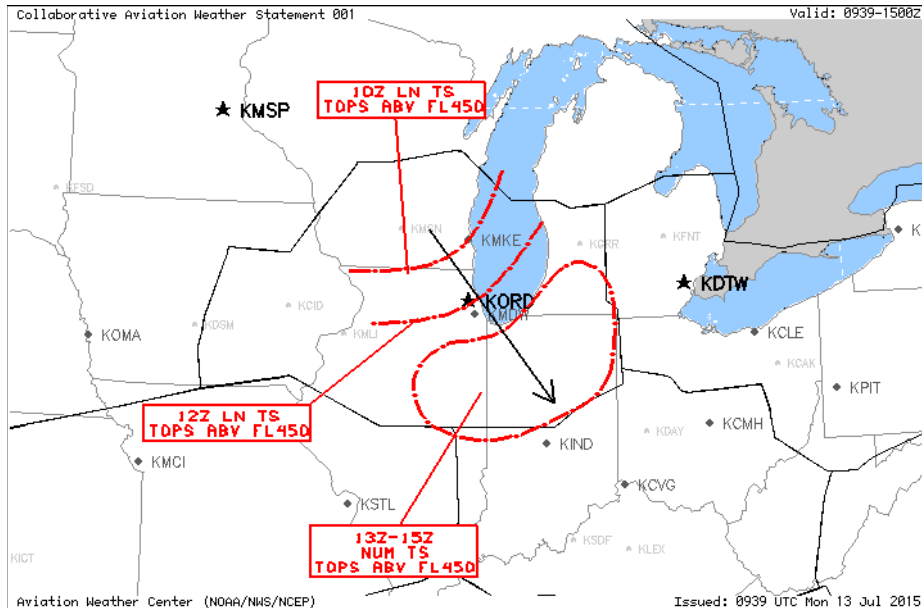 Collaborative Aviation Weather Statement 001
Valid: 0939-1500Z
10Z LN TS
TOPS ABV FL450
KMSP
KFSD
KMSN
KMKE
KGRR
KFNT
KORD
KMDW
KDTW
KCID
KDSM
KMLI
KOMA
KCLE
KCAK
KPIT
12Z LN TS
TOPS ABV FL450
KCMH
KDAY
KIND
KMCI
KCVG
KSTL
13Z-15Z
NUM TS
TOPS ABV FL450
KSDF
KLEX
KICT
K
Aviation Weather Center (NOAA/NWS/NCEP)
Issued: 0939 UTC Mon 13 Jul 2015